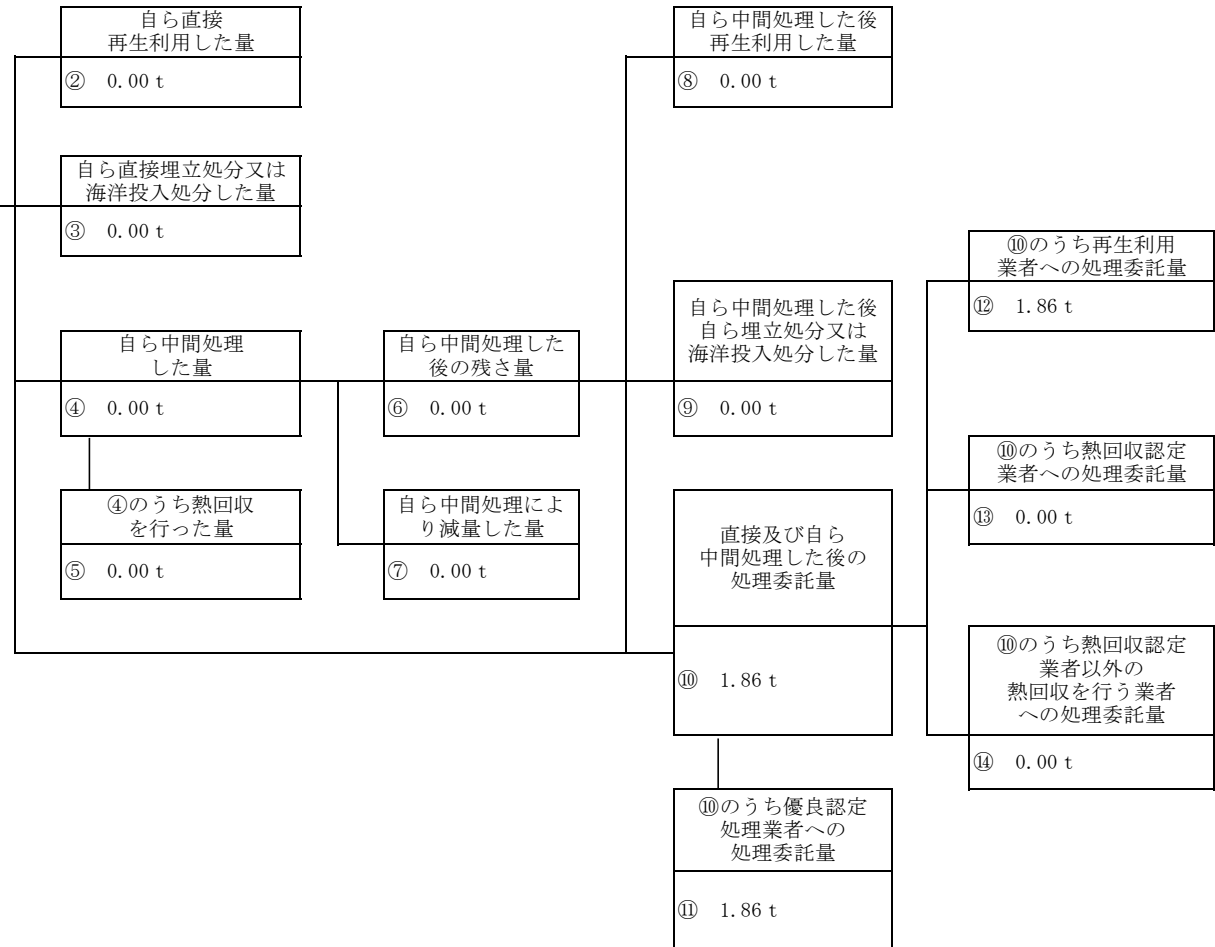 自ら直接
再生利用した量
② 0.00 t
自ら直接埋立処分又は
海洋投入処分した量
③ 0.00 t
自ら中間処理
した量
④ 0.00 t
④のうち熱回収
を行った量
⑤ 0.00 t
自ら中間処理した
後の残さ量
⑥ 0.00 t
自ら中間処理によ
り減量した量
⑦ 0.00 t
自ら中間処理した後
再生利用した量
⑧ 0.00 t
自ら中間処理した後
自ら埋立処分又は
海洋投入処分した量
⑨ 0.00 t
直接及び自ら
中間処理した後の
処理委託量
⑩ 1.86 t
⑩のうち優良認定
処理業者への
処理委託量
⑪ 1.86 t
⑩のうち再生利用
業者への処理委託量
⑫ 1.86 t
⑩のうち熱回収認定
業者への処理委託量
⑬ 0.00 t
⑩のうち熱回収認定
業者以外の
熱回収を行う業者
への処理委託量
⑭ 0.00 t